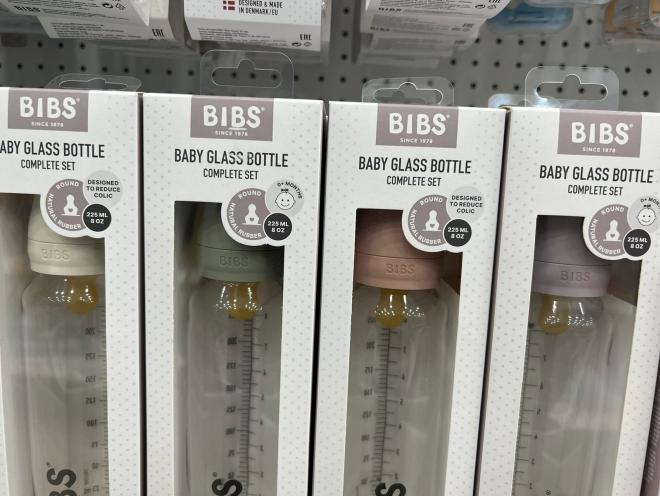 DESIGNED & MADE
IN DENMARK/EU
BIBS
SINCE 1978
ABY GLASS BOTTLE
COMPLETE SET
ROUND
NATURAL RUBBER
DESIGNED
TO REDUCE
COLIC
225 ML
8 OZ
BIBS
BIBS
SINCE 1978
BABY GLASS BOTTLE
COMPLETE SET
ROUND
NATURAL RUBBER
0+ MONTHS
225 ML
8 OZ
BIBS
BIBS
SINCE 1978
BABY GLASS BOTTLE
COMPLETE SET
ROUND
NATURAL RUBBER
DESIGNED
TO REDUCE
COLIC
225 ML
8 OZ
BIBS
BIBS
SINCE 1978
BABY GLASS BOTTLE
COMPLETE SET
ROUND
NATURAL RUBBER
0+ MONTHS
225 ML
8 OZ
BIBS